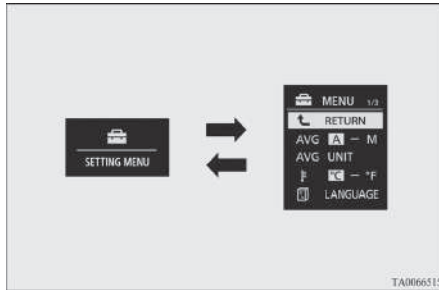 SETTING MENU
MENU 1/3
RETURN
AVG A – M
AVG UNIT
°C – °F
LANGUAGE
TA0066515